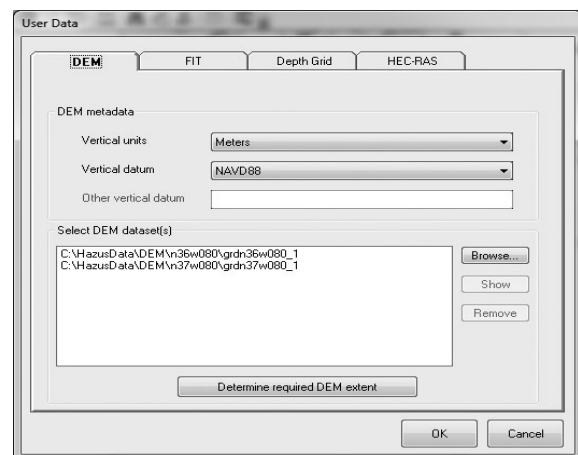 User Data
DEM FIT Depth Grid HEC-RAS
DEM metadata
Vertical units Meters
Vertical datum NAVD88
Other vertical datum
Select DEM dataset(s)
C:\HazusData\DEM\n36w080\grdn36w080_1
C:\HazusData\DEM\n37w080\grdn37w080_1
Browse...
Show
Remove
Determine required DEM extent
OK Cancel